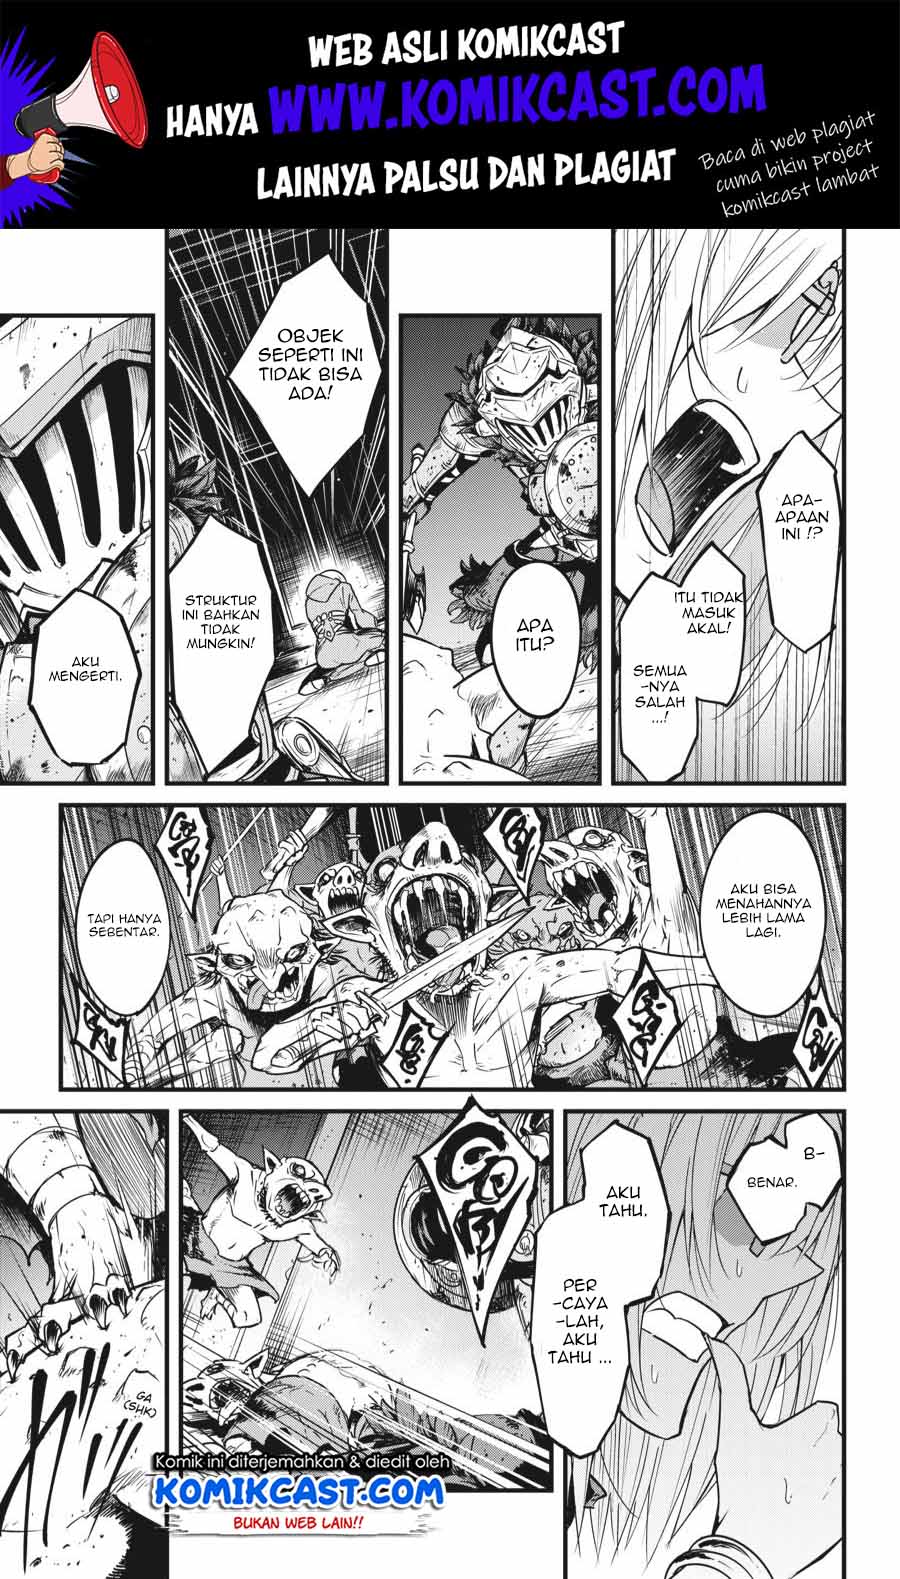 WEB ASLI KOMIKCAST
HANYA WWW.KOMIKCAST.COM
LAINNYA PALSU DAN PLAGIAT
Baca di web plagiat
cuma bikin project
komikcast lambat
APA-
APAAN
INI !?
ITU TIDAK
MASUK
AKAL!
SEMUA
-NYA
SALAH
...!
APA
ITU?
OBJEK
SEPERTI INI
TIDAK BISA
ADA!
STRUKTUR
INI BAHKAN
TIDAK
MUNGKIN!
AKU
MENGERTI.
AKU BISA
MENAHANNYA
LEBIH LAMA
LAGI.
TAPI HANYA
SEBENTAR.
B-
BENAR.
AKU
TAHU.
PER
-CAYA
-LAH,
AKU
TAHU ...
GA
(SHK)
Komik ini diterjemahkan & diedit oleh
KOMIKCAST.COM
BUKAN WEB LAIN!!